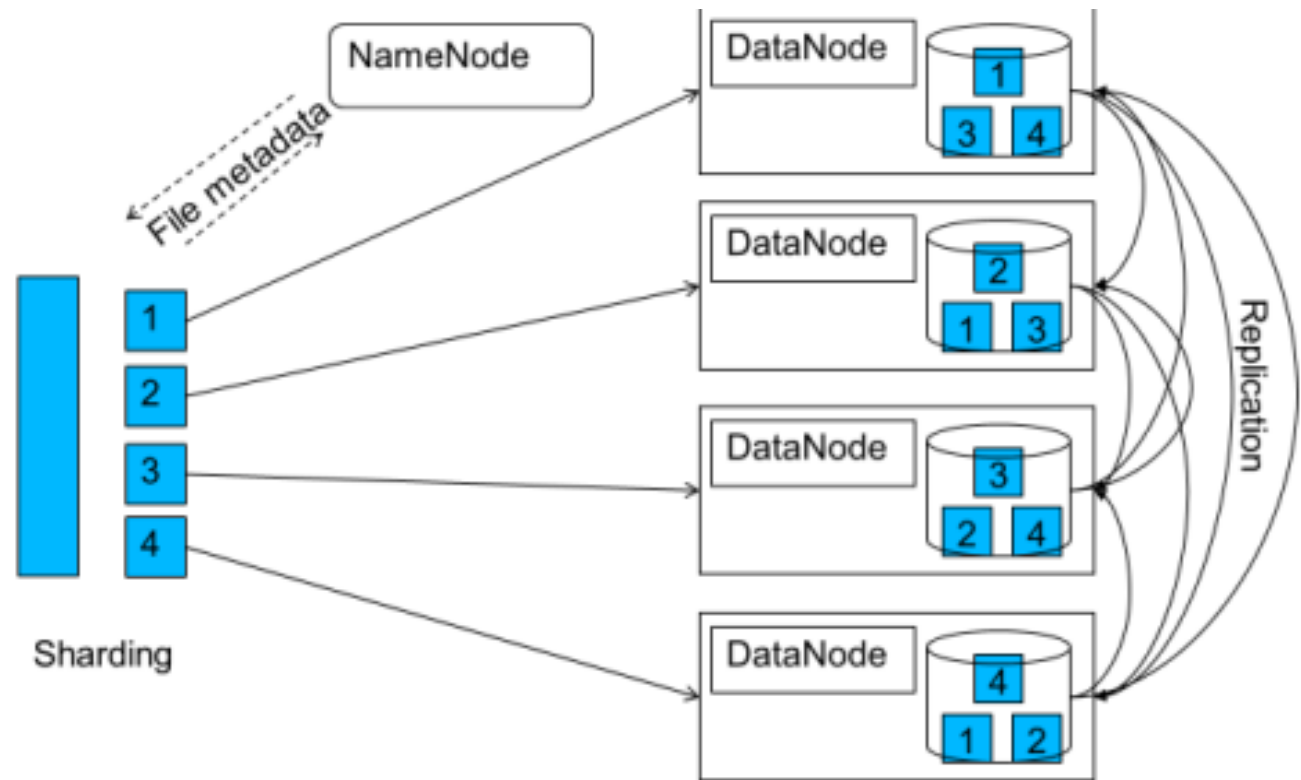 NameNode
File metadata
1
2
3
4
Sharding
DataNode
1
3 4
DataNode
2
1 3
DataNode
3
2 4
DataNode
4
1 2
Replication